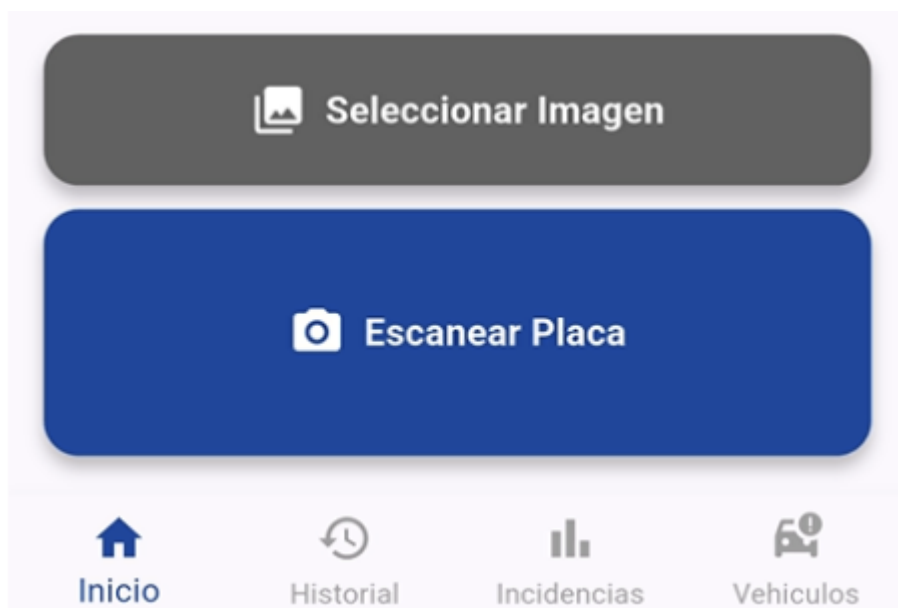 Seleccionar Imagen
Escanear Placa
Inicio
Historial
Incidencias
Vehiculos